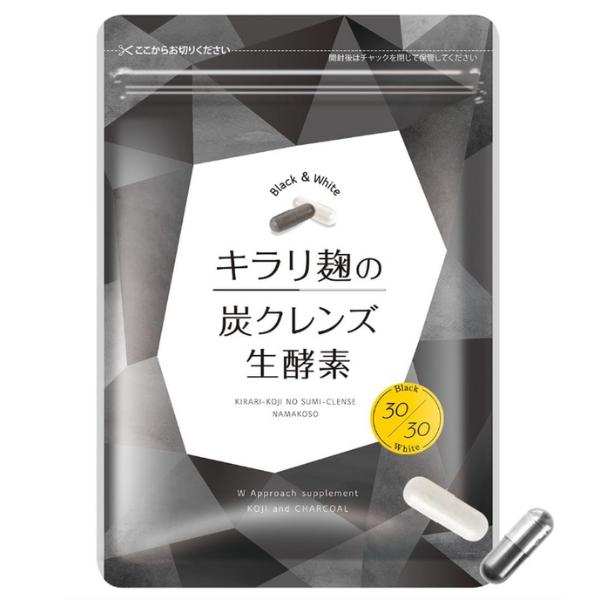 ここからお切りください
開封後はチャックを閉じて保管してください
Black & White
キラリ麹の
炭クレンズ
生酵素
KIRARI-KOJI NO SUMI-CLENSE
NAMAKOSO
Black
30/30
White
W Approach supplement
KOJI and CHARCOAL